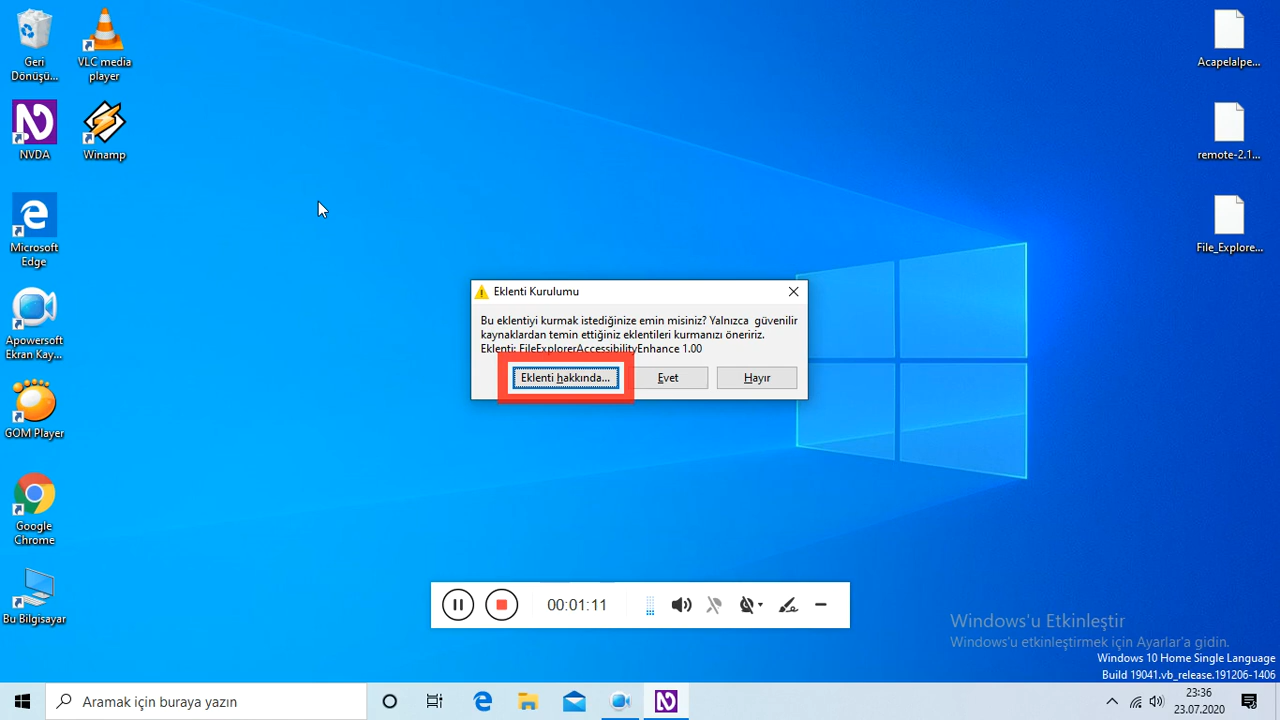 Geri
Dönüşü...
VLC media
player
NVDA
Winamp
Microsoft
Edge
Apowersoft
Ekran Kay...
GOM Player
Google
Chrome
Bu Bilgisayar
Acapelalpe...
remote-2.1...
File_Explore...
Eklenti Kurulumu
Bu eklentiyi kurmak istediğinize emin misiniz? Yalnızca güvenilir
kaynaklardan temin ettiğiniz eklentileri kurmanızı öneririz.
Eklenti: FileExplorerAccessibilityEnhance 1.00
Eklenti hakkında...
Evet
Hayır
00:01:11
Windows'u Etkinleştir
Windows'u etkinleştirmek için Ayarlar'a gidin.
Windows 10 Home Single Language
Build 19041.vb_release.191206-1406
Aramak için buraya yazın
23:36
23.07.2020